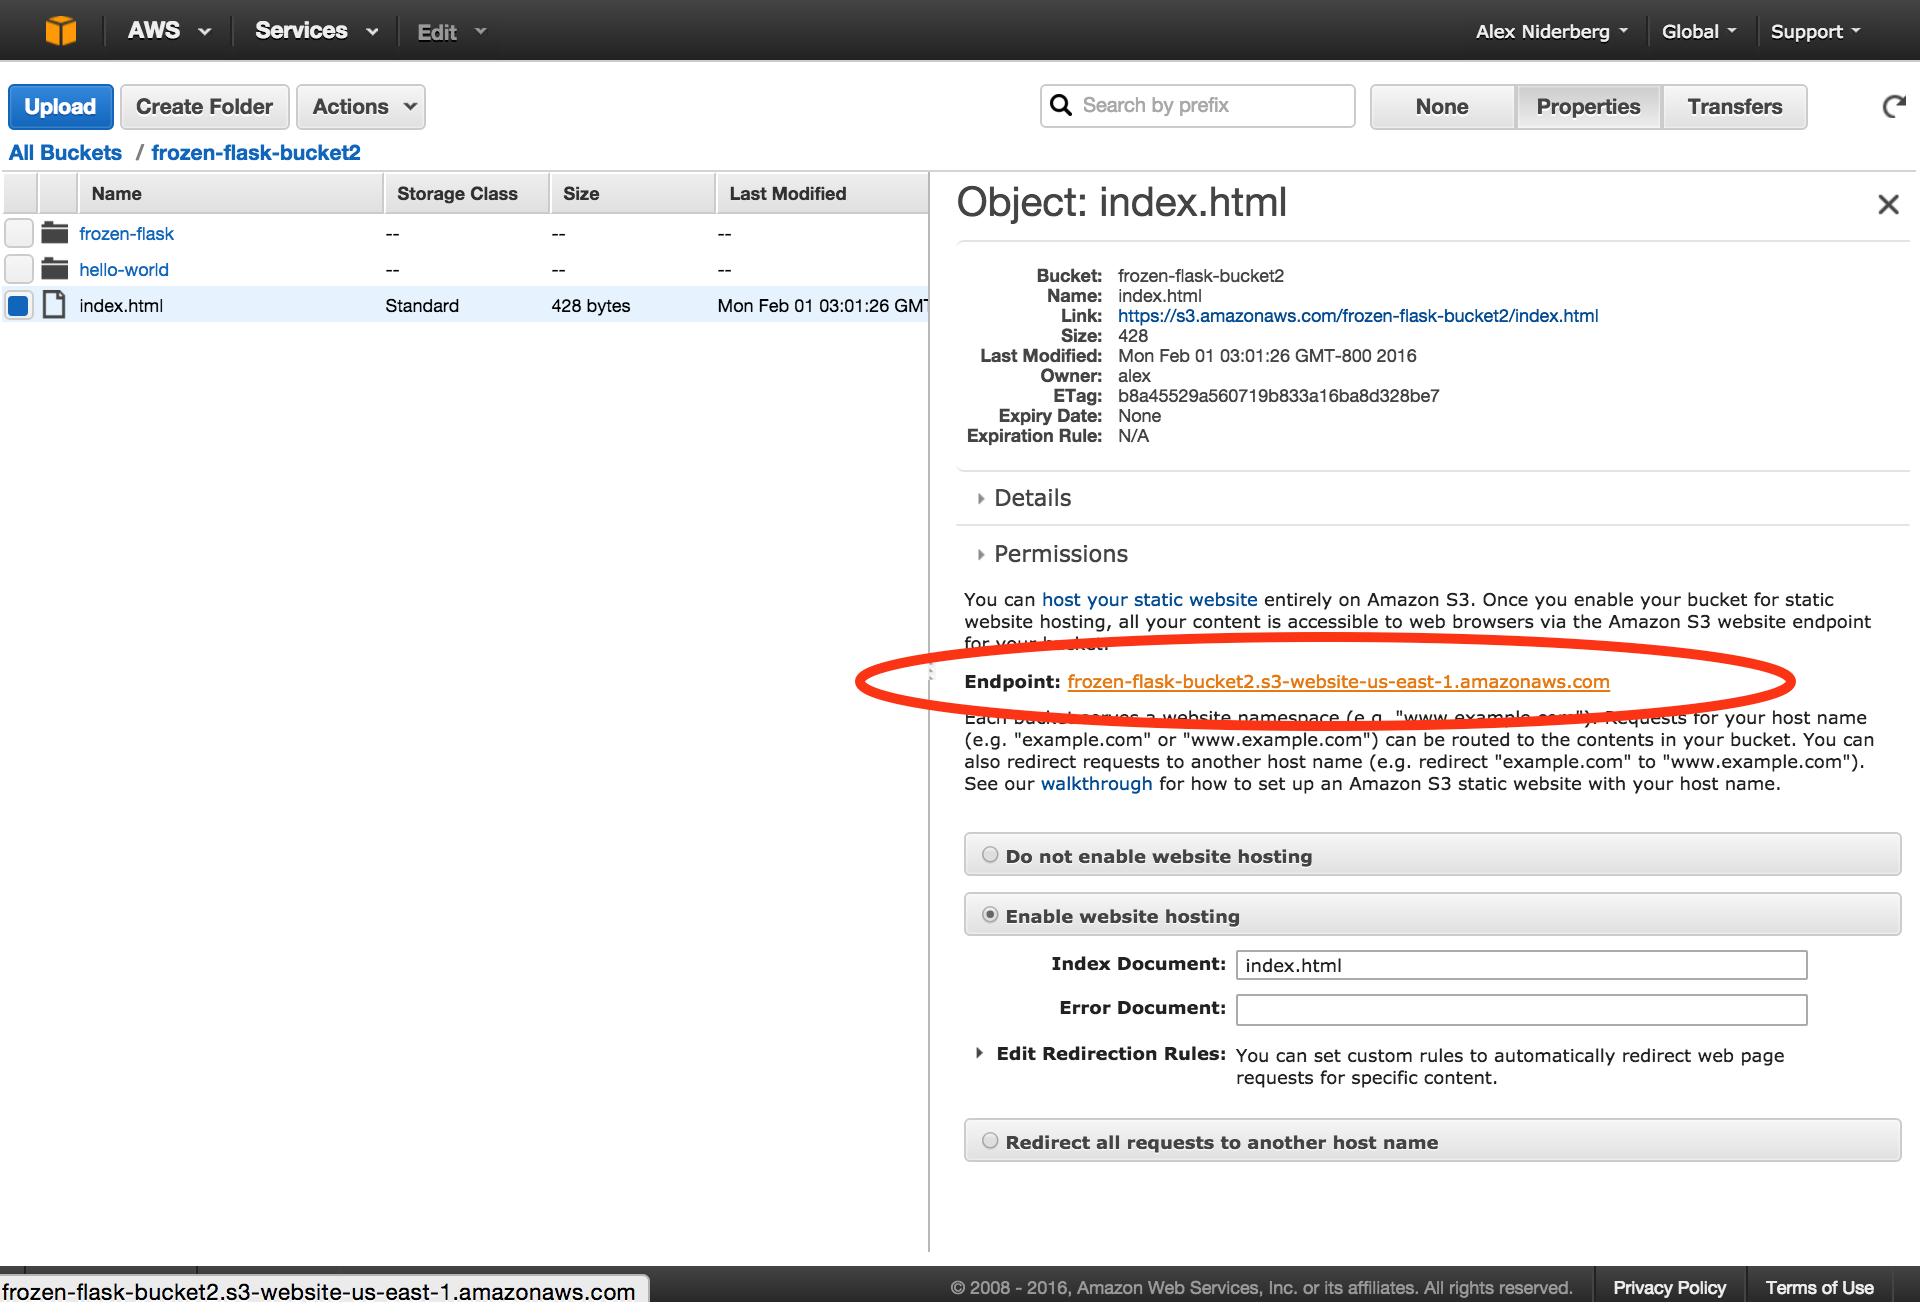 AWS Services Edit Alex Niderberg Global Support
Upload Create Folder Actions Search by prefix None Properties Transfers
All Buckets / frozen-flask-bucket2
Name Storage Class Size Last Modified
frozen-flask -- -- --
hello-world -- -- --
index.html Standard 428 bytes Mon Feb 01 03:01:26 GMT
Object: index.html
Bucket: frozen-flask-bucket2
Name: index.html
Link: https://s3.amazonaws.com/frozen-flask-bucket2/index.html
Size: 428
Last Modified: Mon Feb 01 03:01:26 GMT-800 2016
Owner: alex
ETag: b8a45529a560719b833a16ba8d328be7
Expiry Date: None
Expiration Rule: N/A
Details
Permissions
You can host your static website entirely on Amazon S3. Once you enable your bucket for static
website hosting, all your content is accessible to web browsers via the Amazon S3 website endpoint
for your bucket.
Endpoint: frozen-flask-bucket2.s3-website-us-east-1.amazonaws.com
Each bucket serves a website namespace (e.g. "www.example.com"). Requests for your host name
(e.g. "example.com" or "www.example.com") can be routed to the contents in your bucket. You can
also redirect requests to another host name (e.g. redirect "example.com" to "www.example.com").
See our walkthrough for how to set up an Amazon S3 static website with your host name.
Do not enable website hosting
Enable website hosting
Index Document: index.html
Error Document:
Edit Redirection Rules: You can set custom rules to automatically redirect web page
requests for specific content.
Redirect all requests to another host name
frozen-flask-bucket2.s3-website-us-east-1.amazonaws.com
© 2008 - 2016, Amazon Web Services, Inc. or its affiliates. All rights reserved. Privacy Policy Terms of Use